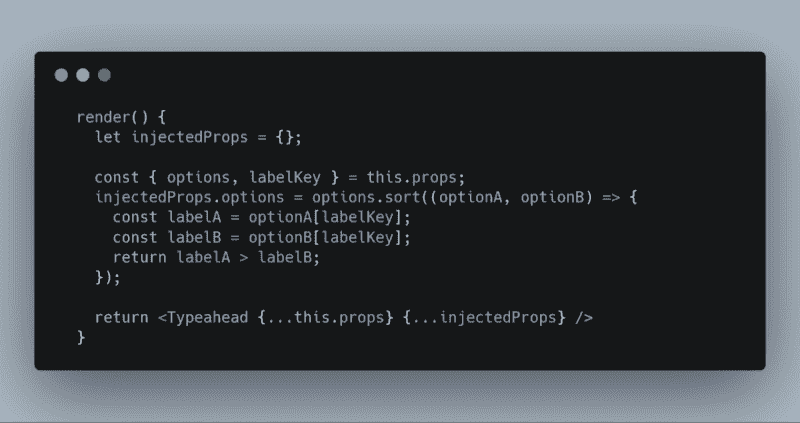 render() {
  let injectedProps = {};

  const { options, labelKey } = this.props;
  injectedProps.options = options.sort((optionA, optionB) => {
    const labelA = optionA[labelKey];
    const labelB = optionB[labelKey];
    return labelA > labelB;
  });

  return <Typeahead {...this.props} {...injectedProps} />
}